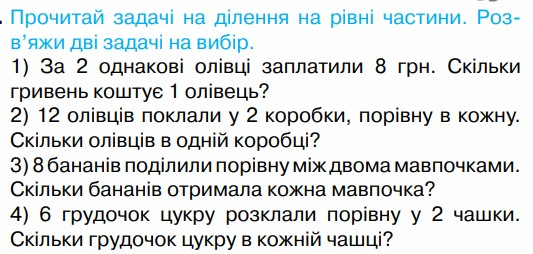 Прочитай задачі на ділення на рівні частини. Роз-
в’яжи дві задачі на вибір.
1) За 2 однакові олівці заплатили 8 грн. Скільки
гривень коштує 1 олівець?
2) 12 олівців поклали у 2 коробки, порівну в кожну.
Скільки олівців в одній коробці?
3) 8 бананів поділили порівну між двома мавпочками.
Скільки бананів отримала кожна мавпочка?
4) 6 грудочок цукру розклали порівну у 2 чашки.
Скільки грудочок цукру в кожній чашці?